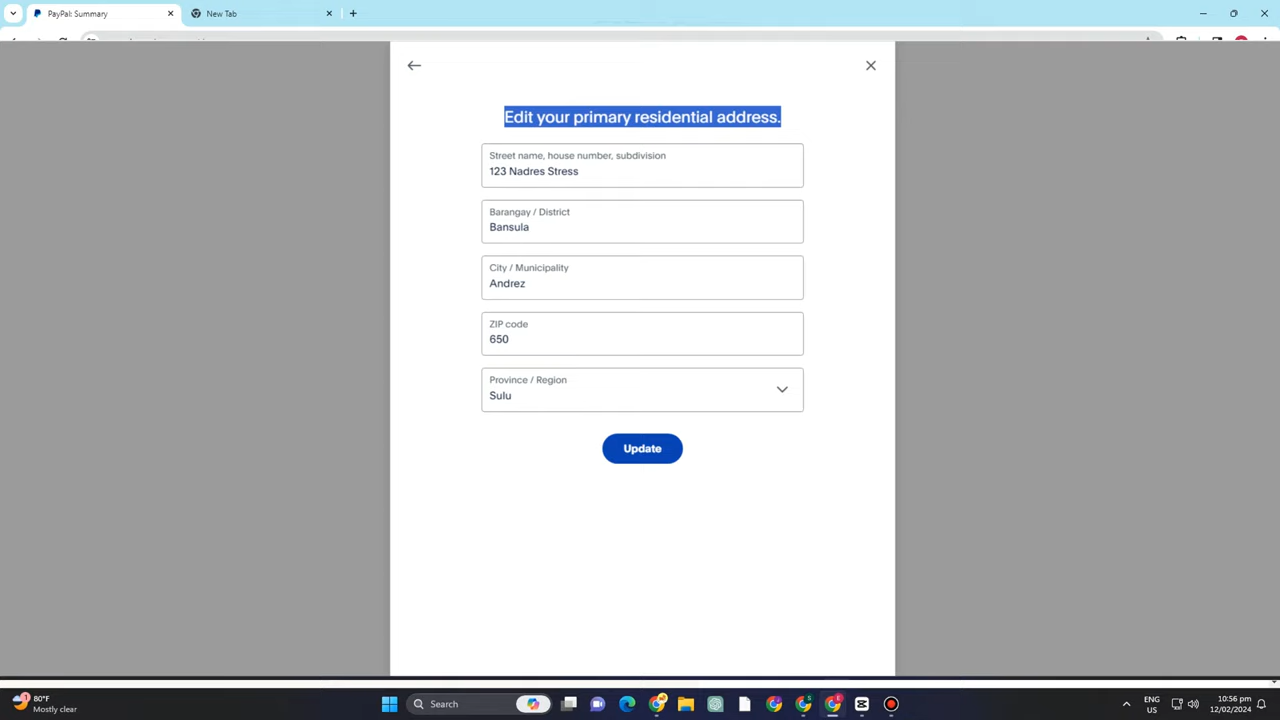 PayPal: Summary
New Tab
Edit your primary residential address.
Street name, house number, subdivision
123 Nadres Stress
Barangay / District
Bansula
City / Municipality
Andrez
ZIP code
650
Province / Region
Sulu
Update
1
80°F
Mostly clear
Search
ENG
US
10:56 pm
12/02/2024